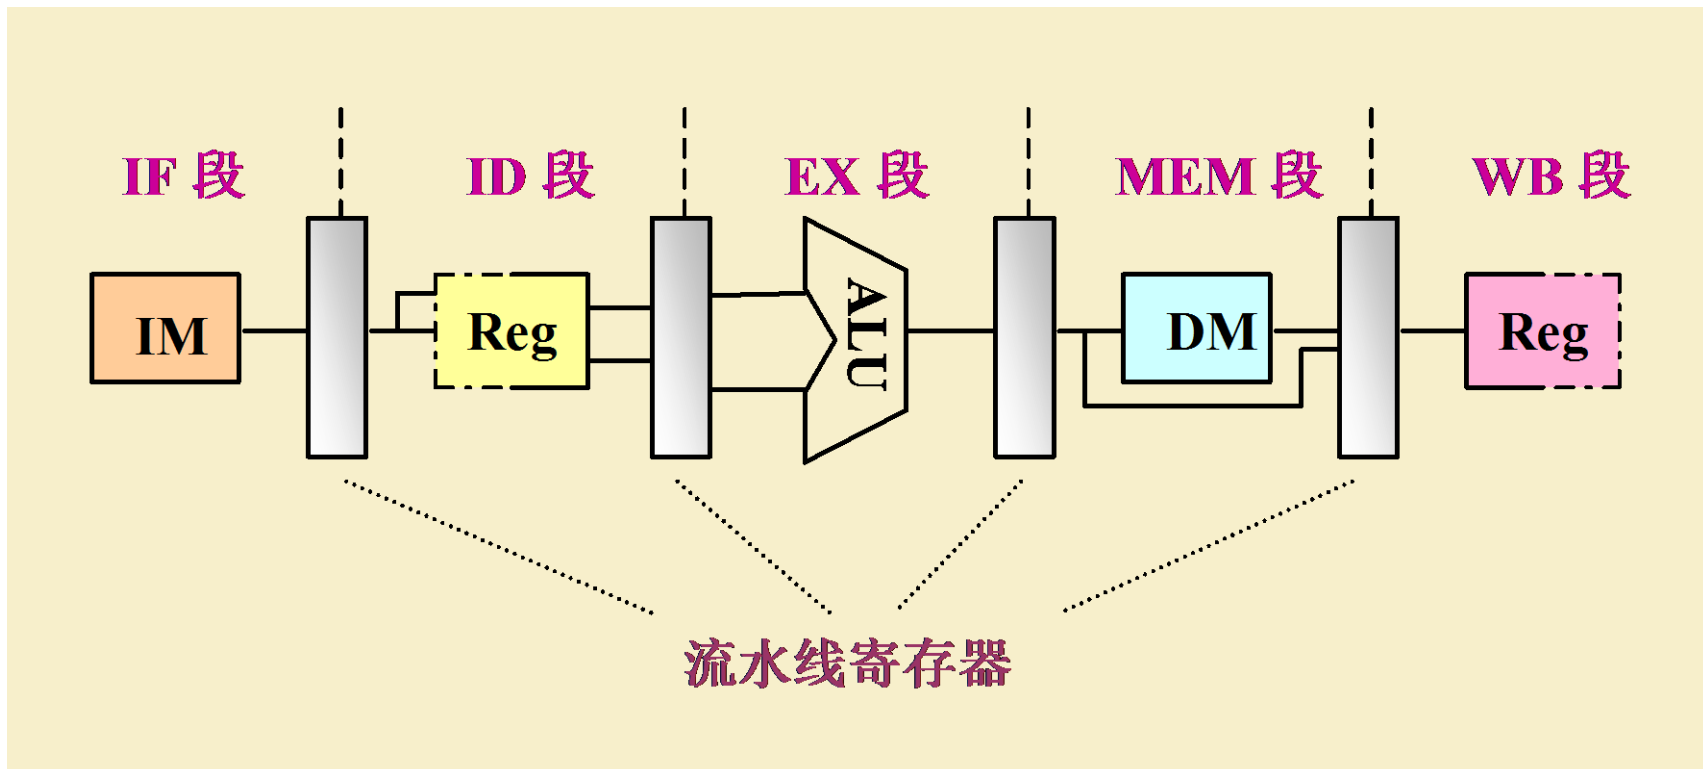 IF 段 ID 段 EX 段 MEM 段 WB 段
IM Reg ALU DM Reg
流水线寄存器